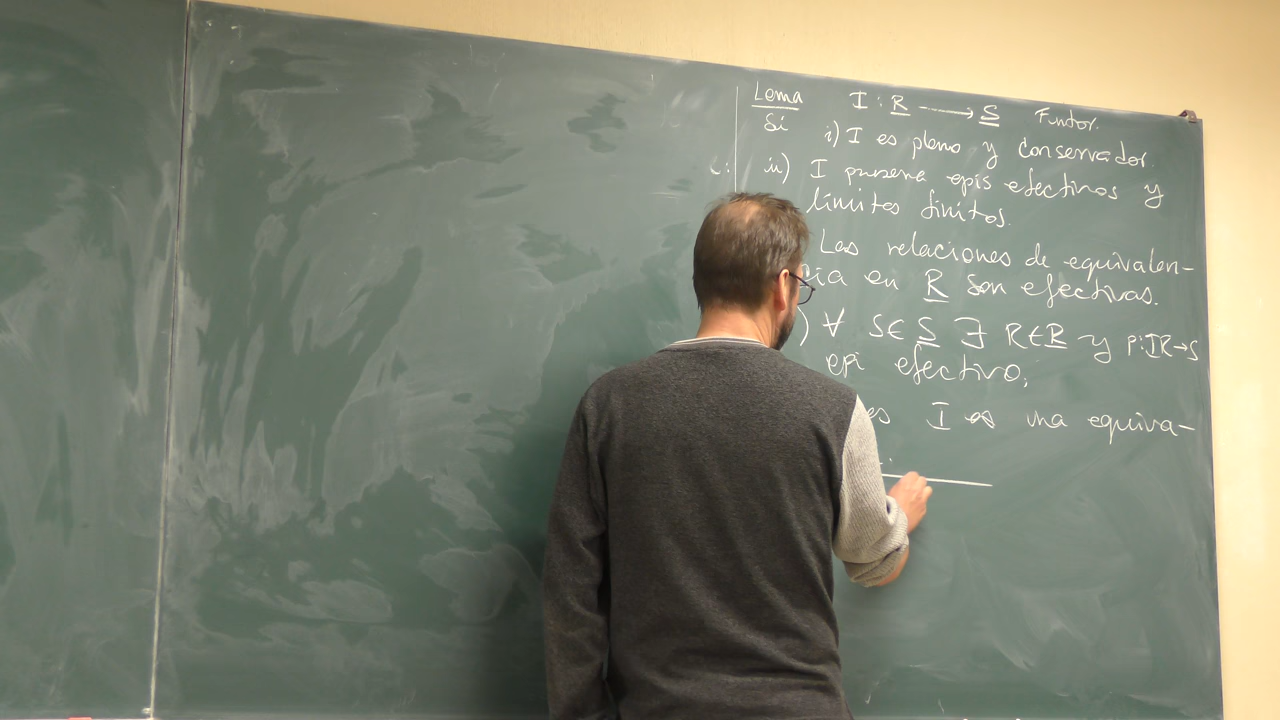 Lema I : R → S Funtor.
Si i) I es pleno y conservador.
ii) I preserva epis efectivos y
límites finitos.
Las relaciones de equivalen-
cia en R son efectivas.
) ∀ S ∈ S ∃ R ∈ R y p: IR → S
epi efectivo.
es I es una equiva-